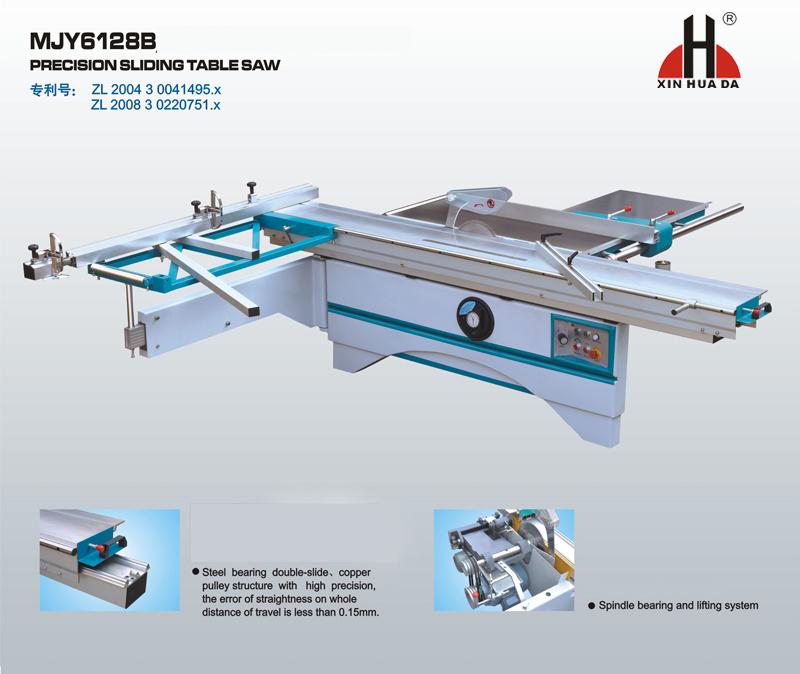 MJY6128B
PRECISION SLIDING TABLE SAW
专利号： ZL 2004 3 0041495.x
ZL 2008 3 0220751.x
H ®
XIN HUA DA
● Steel bearing double-slide、copper
pulley structure with high precision,
the error of straightness on whole
distance of travel is less than 0.15mm.
● Spindle bearing and lifting system